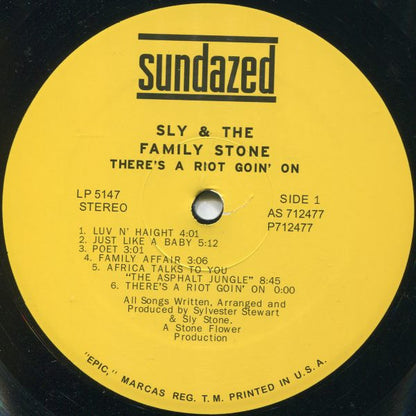 sundazed
SLY & THE
FAMILY STONE
THERE'S A RIOT GOIN' ON
LP 5147
STEREO
SIDE 1
AS 712477
P712477
1. LUV N' HAIGHT 4:01
2. JUST LIKE A BABY 5:12
3. POET 3:01
4. FAMILY AFFAIR 3:06
5. AFRICA TALKS TO YOU
"THE ASPHALT JUNGLE" 8:45
6. THERE'S A RIOT GOIN' ON 0:00
All Songs Written, Arranged and
Produced by Sylvester Stewart
& Sly Stone.
A Stone Flower
Production
"EPIC," MARCAS REG. T.M. PRINTED IN U.S.A.